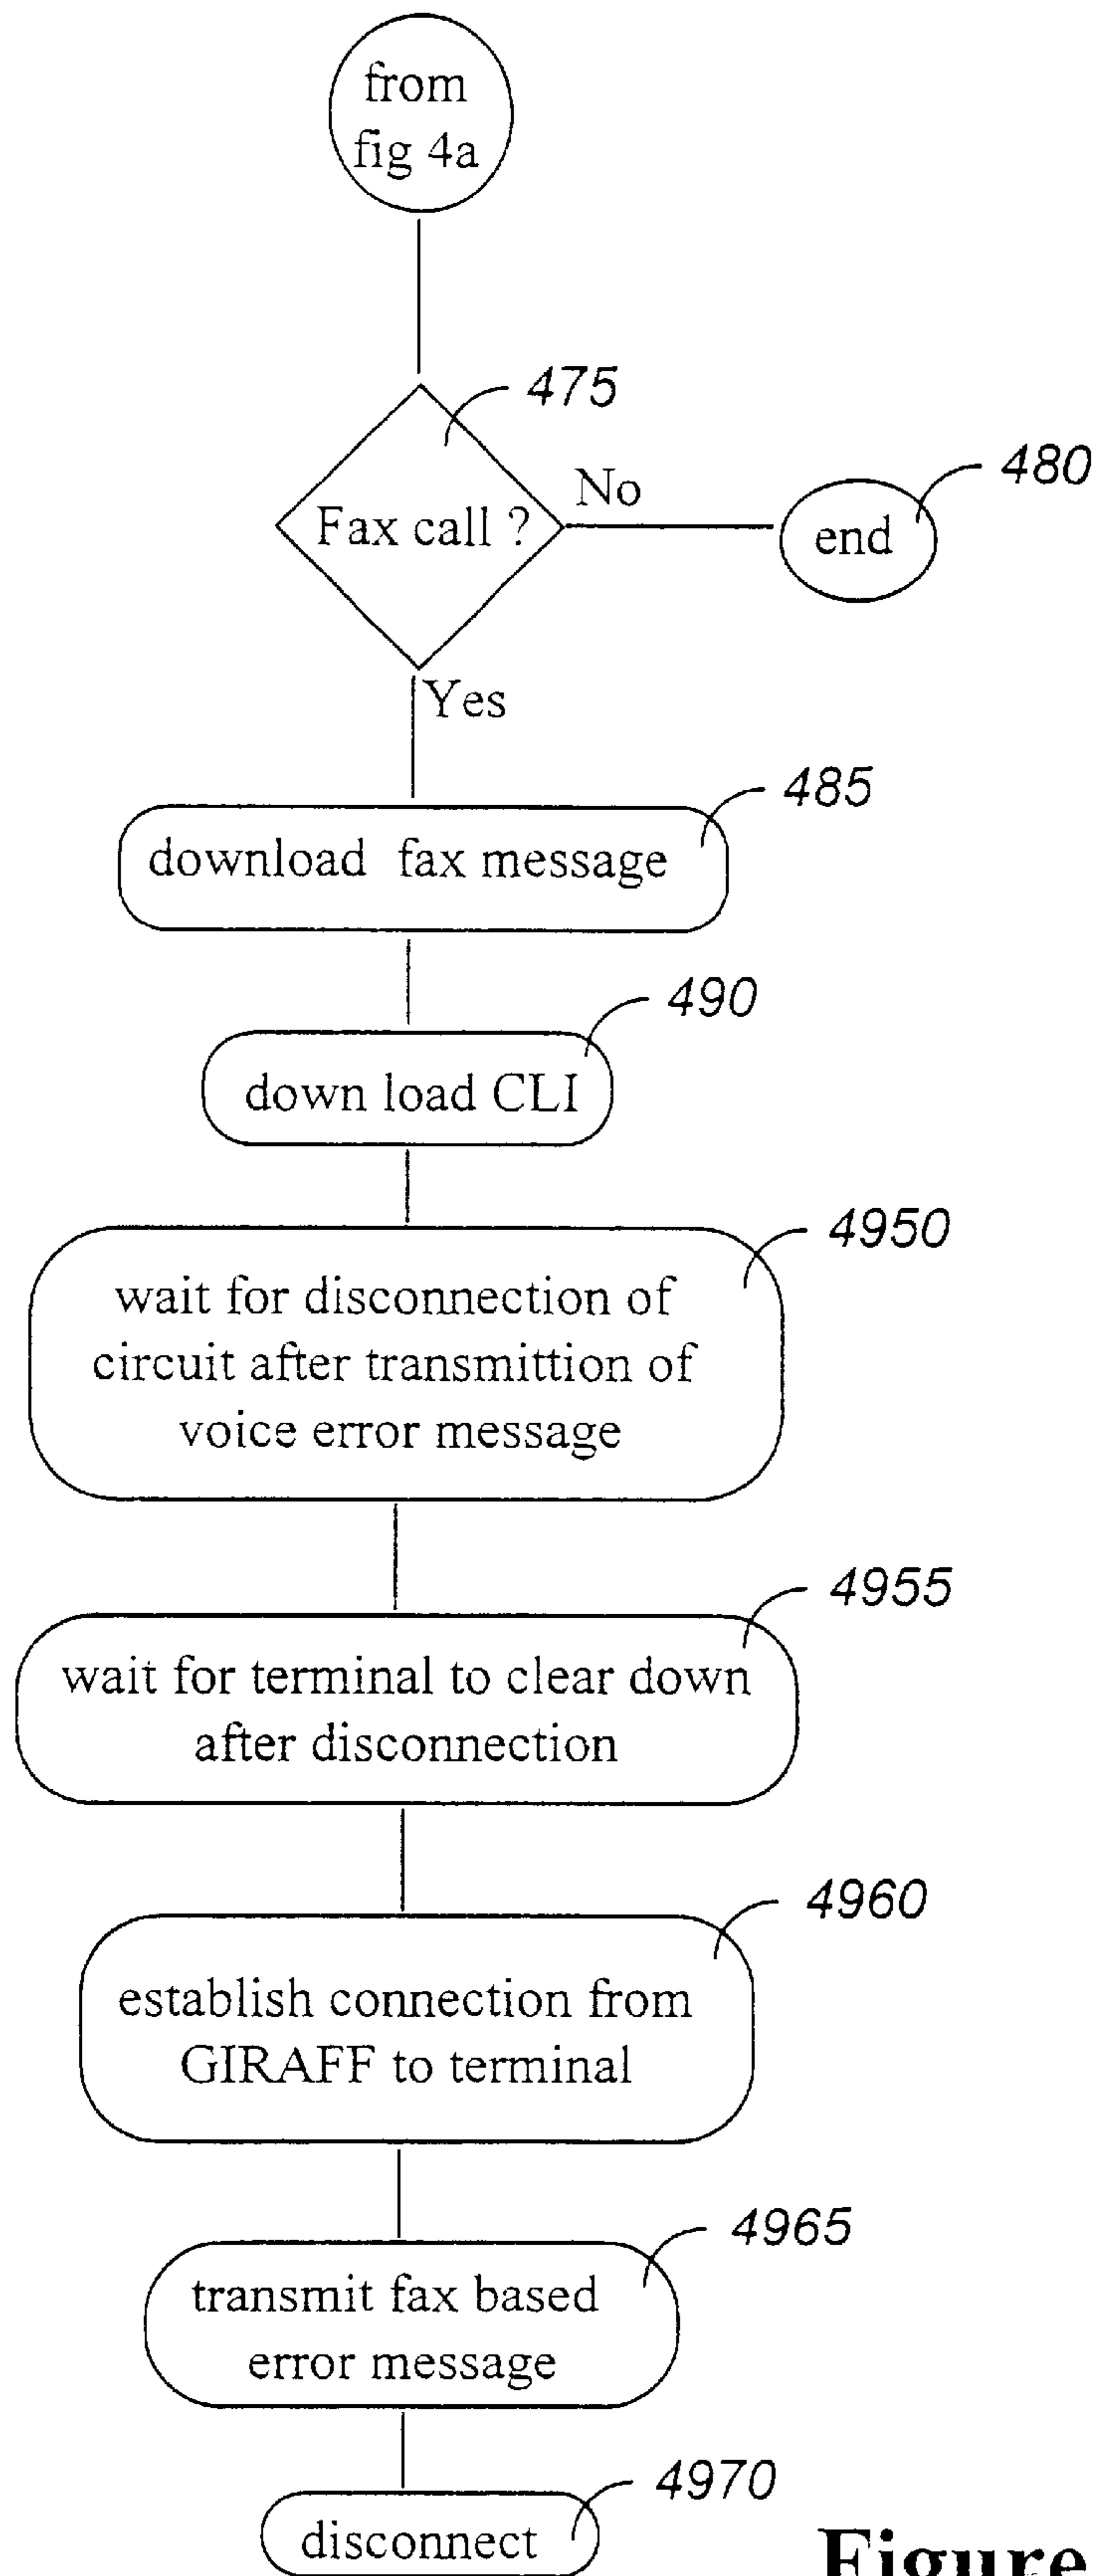 from
fig 4a
475
Fax call ?
No
480
end
Yes
485
download fax message
490
down load CLI
4950
wait for disconnection of
circuit after transmittion of
voice error message
4955
wait for terminal to clear down
after disconnection
4960
establish connection from
GIRAFF to terminal
4965
transmit fax based
error message
4970
disconnect
Figure